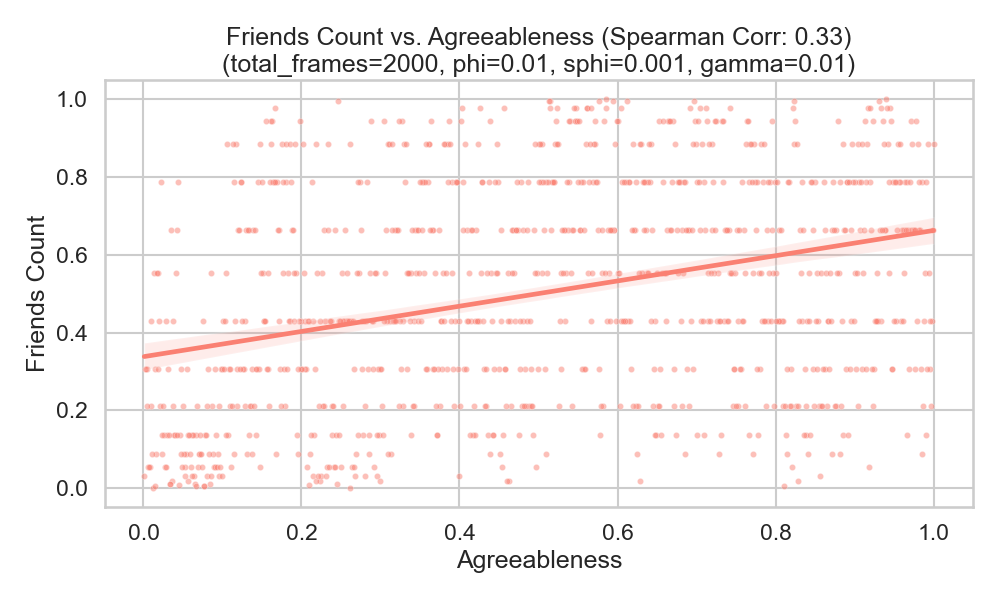 Friends Count vs. Agreeableness (Spearman Corr: 0.33)
(total_frames=2000, phi=0.01, sphi=0.001, gamma=0.01)
1.0
0.8
0.6
0.4
0.2
0.0
Friends Count
0.0 0.2 0.4 0.6 0.8 1.0
Agreeableness